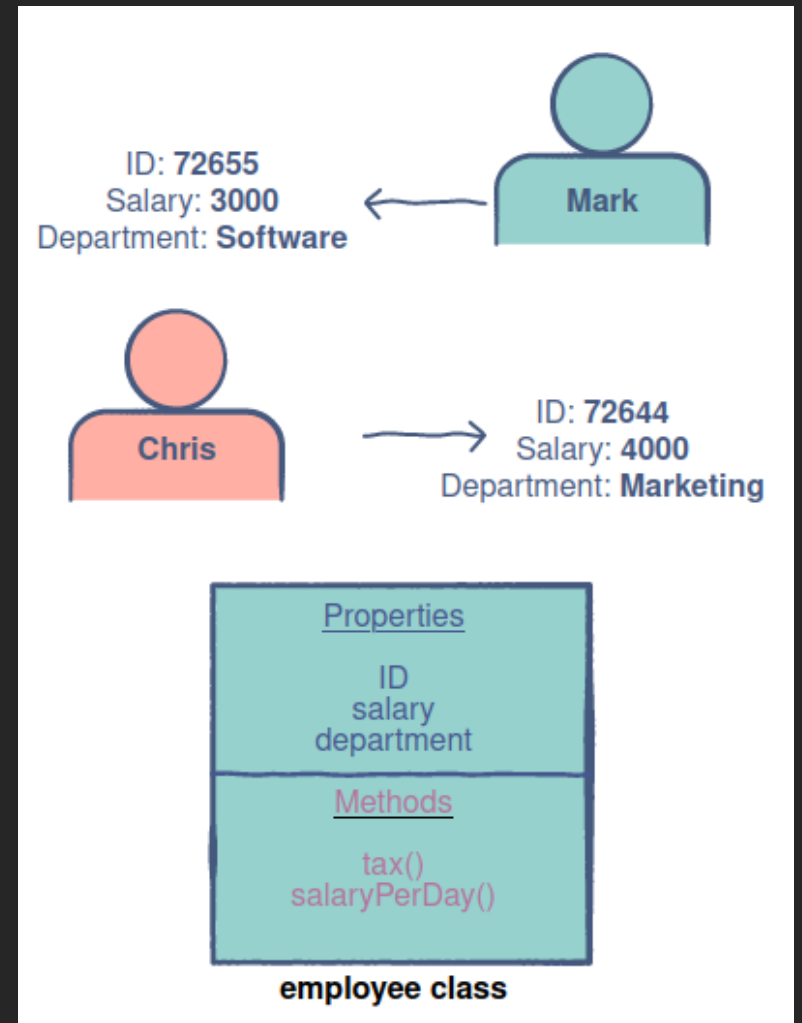 Mark
ID: 72655
Salary: 3000
Department: Software
Chris
ID: 72644
Salary: 4000
Department: Marketing
Properties
ID
salary
department
Methods
tax()
salaryPerDay()
employee class